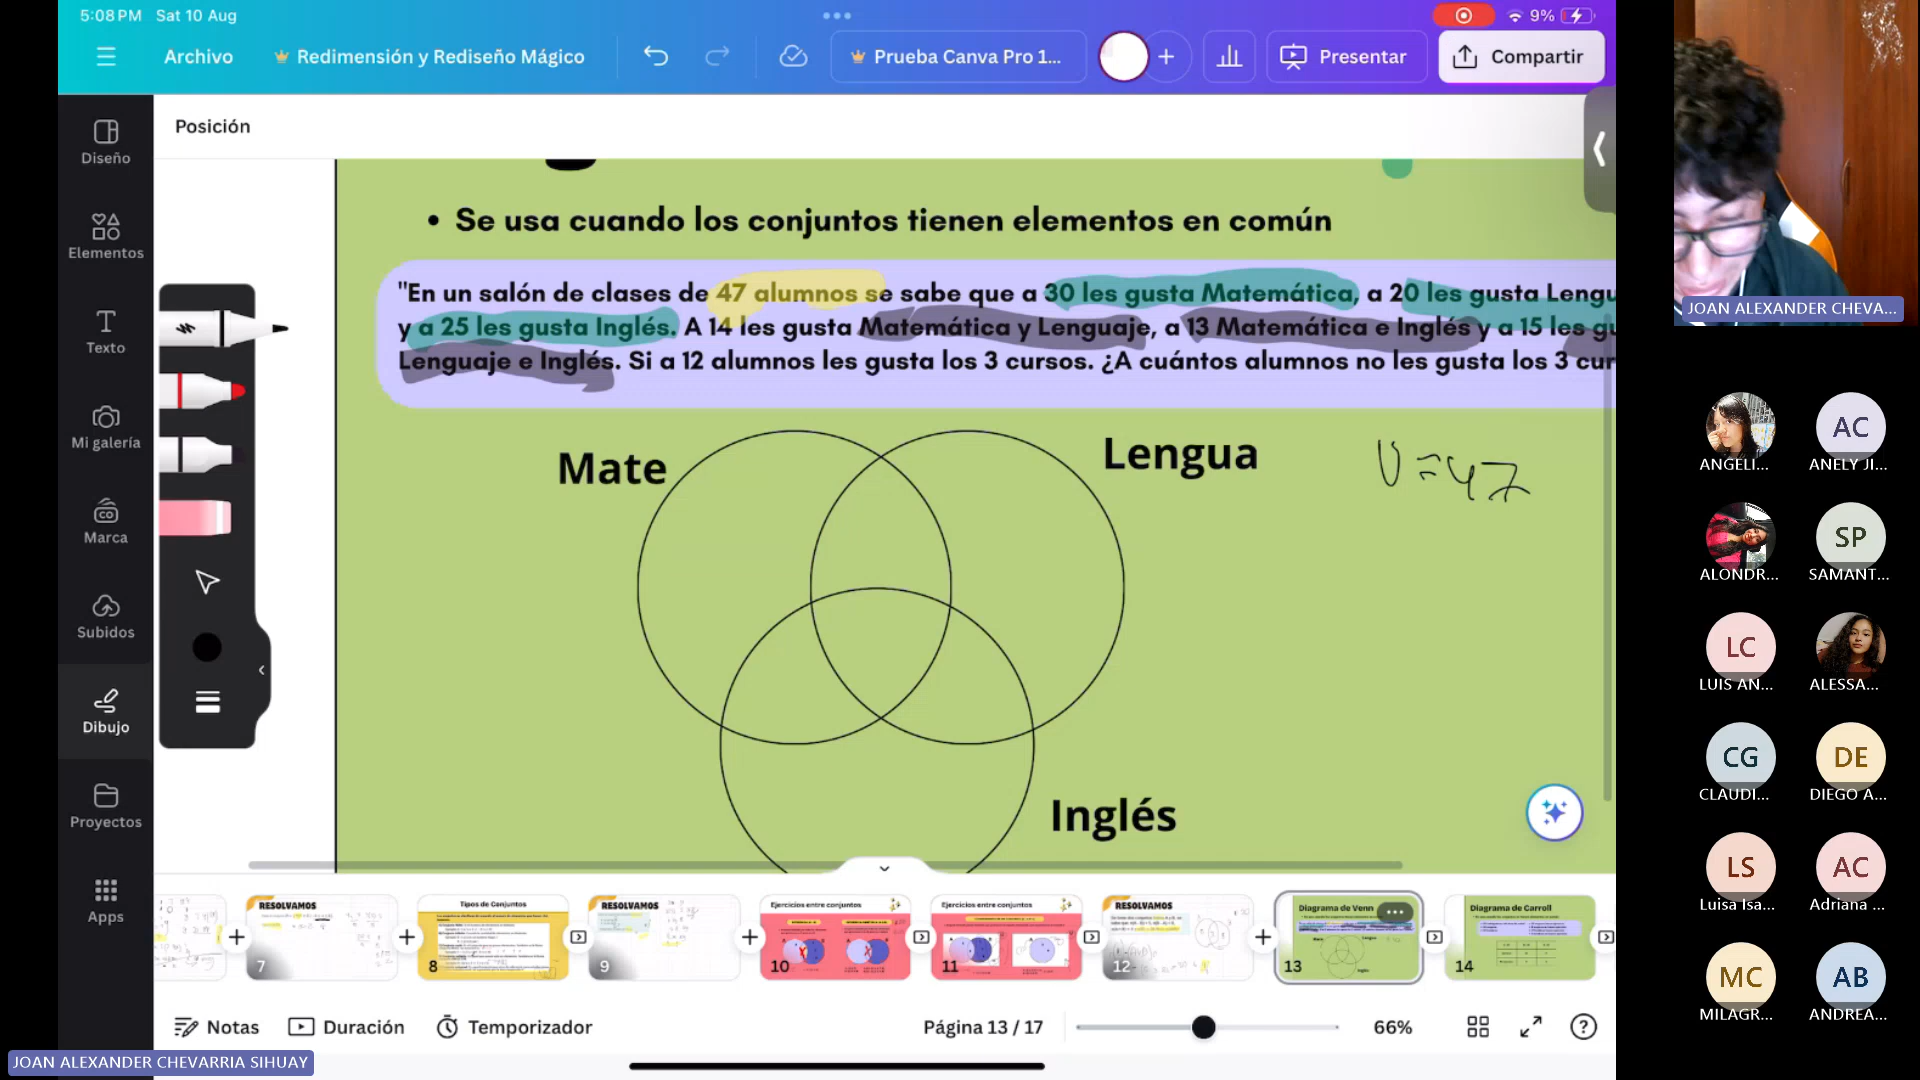 5:08 PM Sat 10 Aug
9%
Archivo
Redimensión y Rediseño Mágico
Prueba Canva Pro 1...
Presentar
Compartir
Posición
Diseño
Elementos
Texto
Mi galería
Marca
Subidos
Dibujo
Proyectos
Apps
• Se usa cuando los conjuntos tienen elementos en común
"En un salón de clases de 47 alumnos se sabe que a 30 les gusta Matemática, a 20 les gusta Lengu
y a 25 les gusta Inglés. A 14 les gusta Matemática y Lenguaje, a 13 Matemática e Inglés y a 15 les gu
Lenguaje e Inglés. Si a 12 alumnos les gusta los 3 cursos. ¿A cuántos alumnos no les gusta los 3 cur
Mate
Lengua
U=47
Inglés
RESOLVAMOS
7
Tipos de Conjuntos
8
RESOLVAMOS
9
Ejercicios entre conjuntos
10
Ejercicios entre conjuntos
11
RESOLVAMOS
12
Diagrama de Venn
13
Diagrama de Carroll
14
Notas
Duración
Temporizador
Página 13 / 17
66%
JOAN ALEXANDER CHEVARRIA SIHUAY
JOAN ALEXANDER CHEVA...
ANGELI...
AC
ANELY JI...
ALONDR...
SP
SAMANT...
LC
LUIS AN...
ALESSA...
CG
CLAUDI...
DE
DIEGO A...
LS
Luisa Isa...
AC
Adriana ...
MC
MILAGR...
AB
ANDREA...